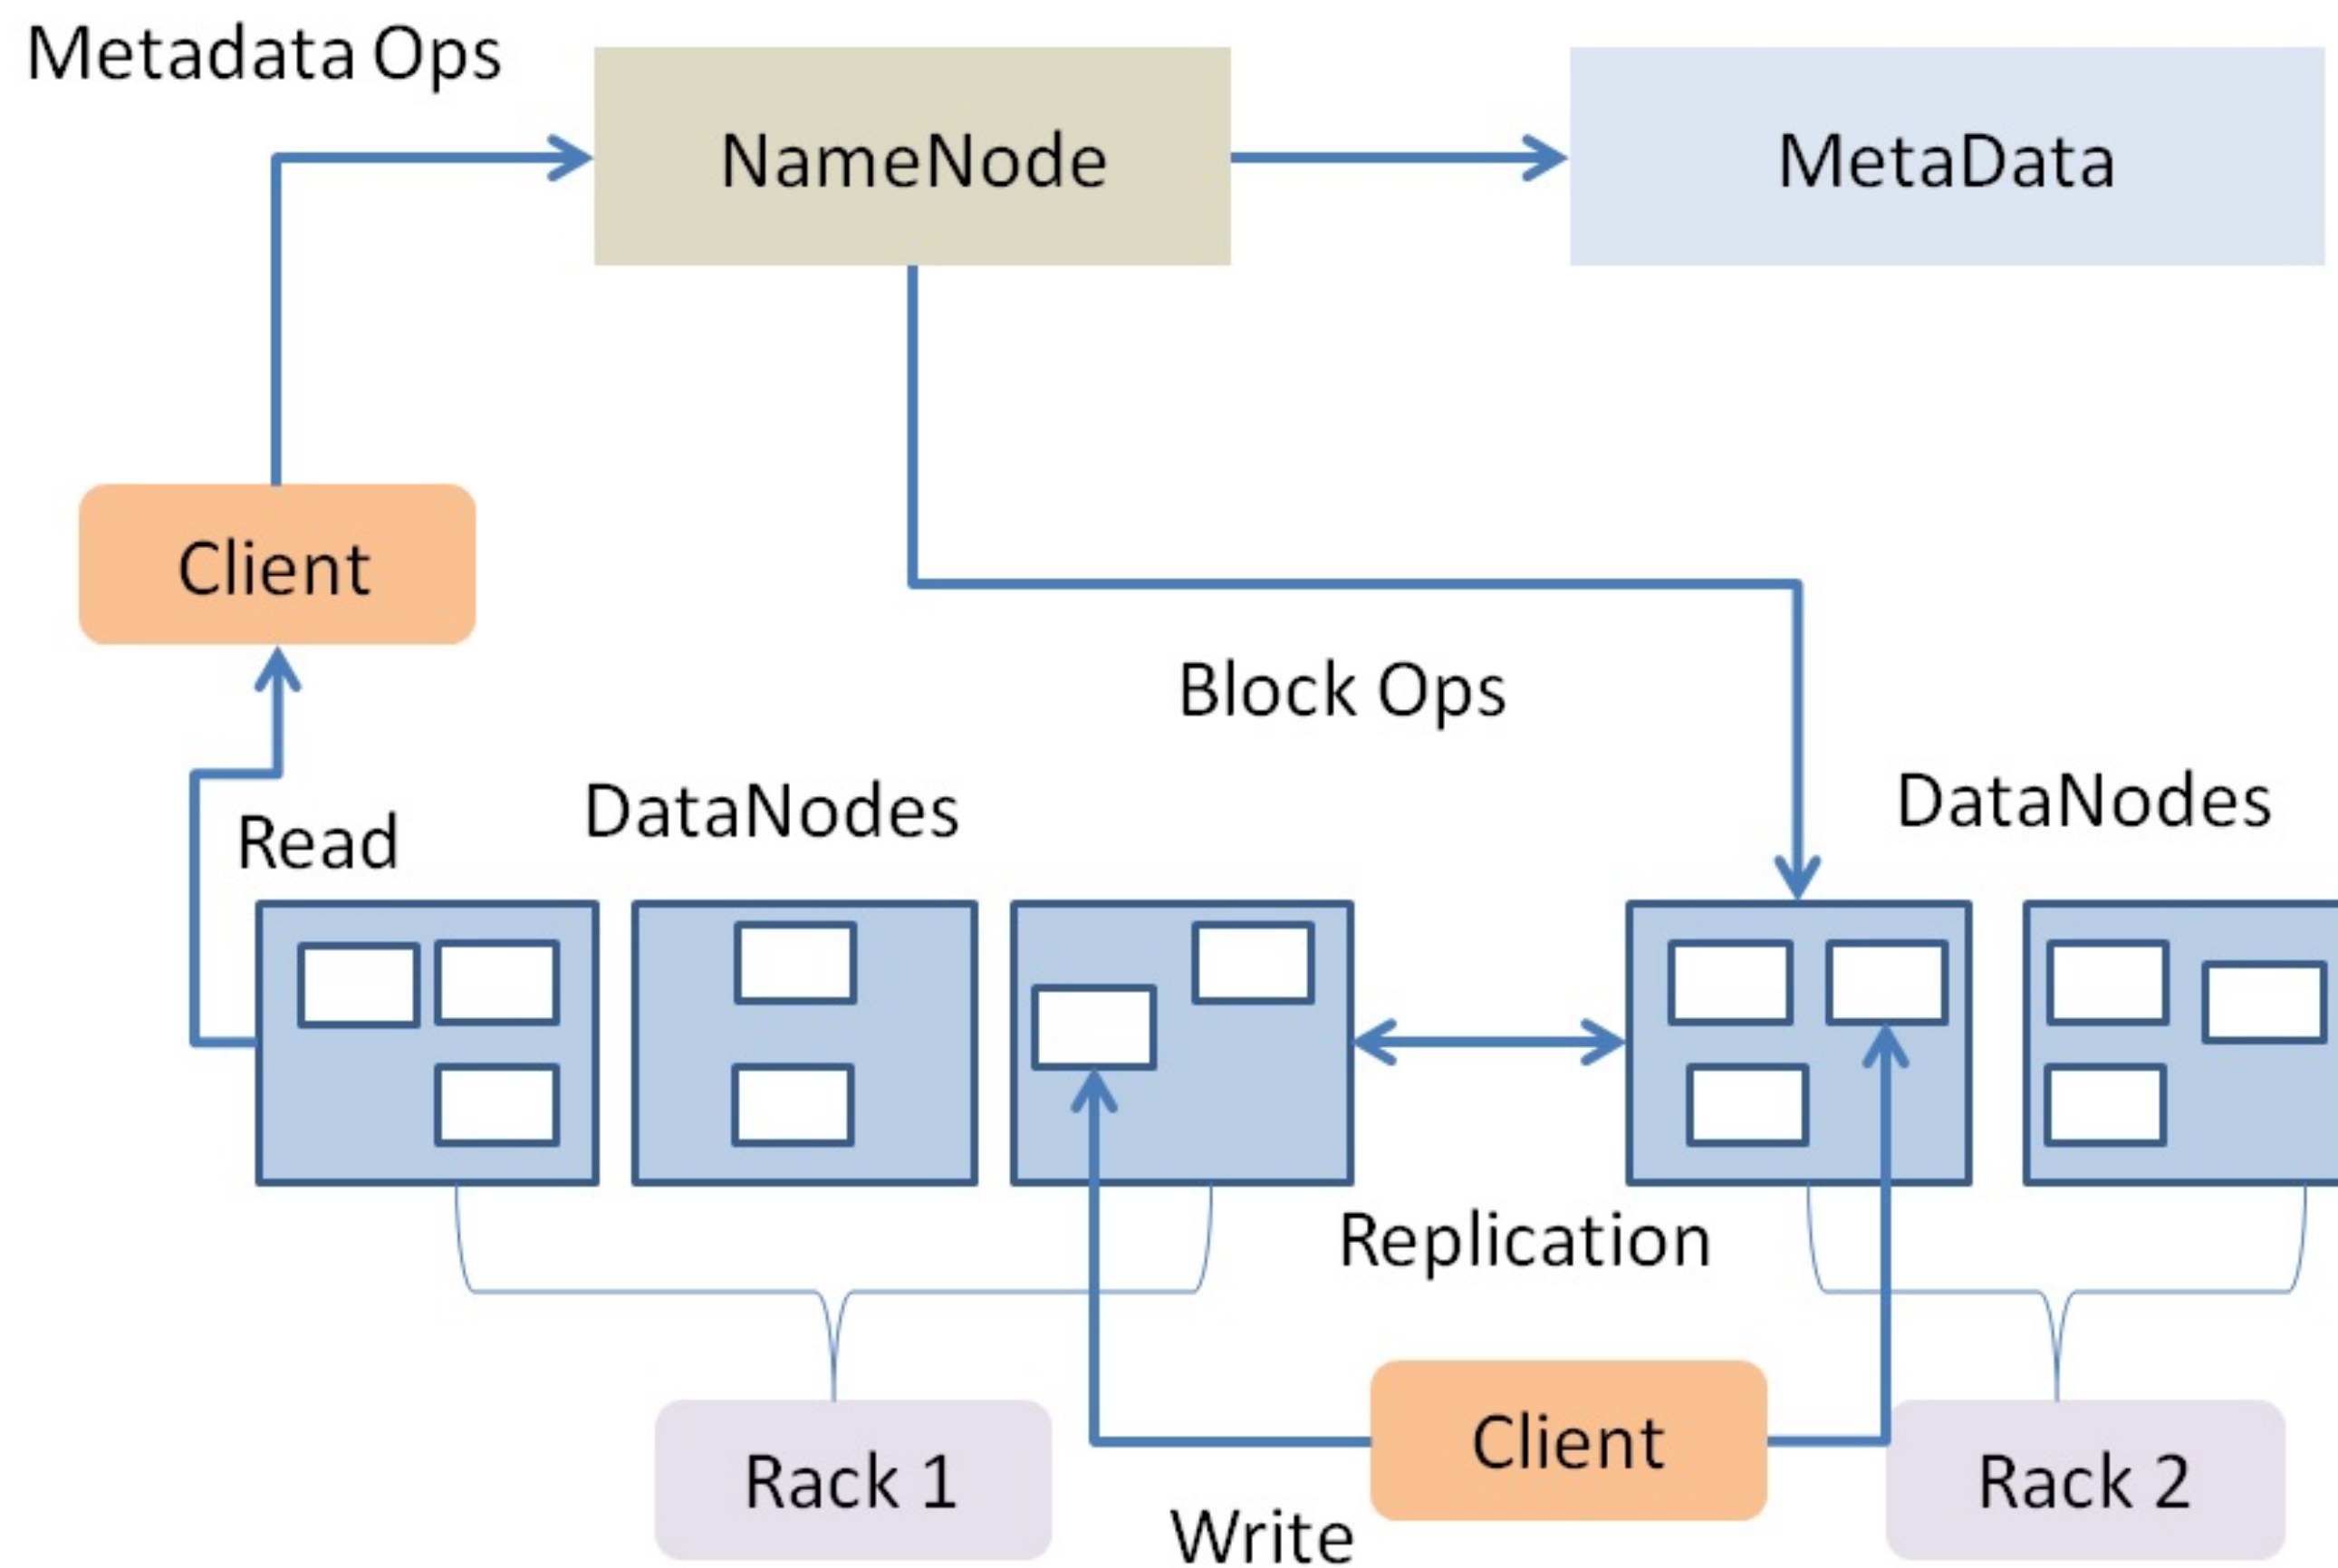 Metadata Ops
NameNode
MetaData
Client
Block Ops
Read
DataNodes
DataNodes
Replication
Client
Rack 1
Rack 2
Write